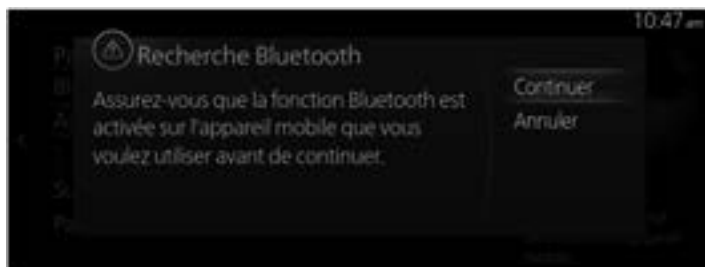 10:47 am
Recherche Bluetooth
Assurez-vous que la fonction Bluetooth est
activée sur l'appareil mobile que vous
voulez utiliser avant de continuer.
Continuer
Annuler